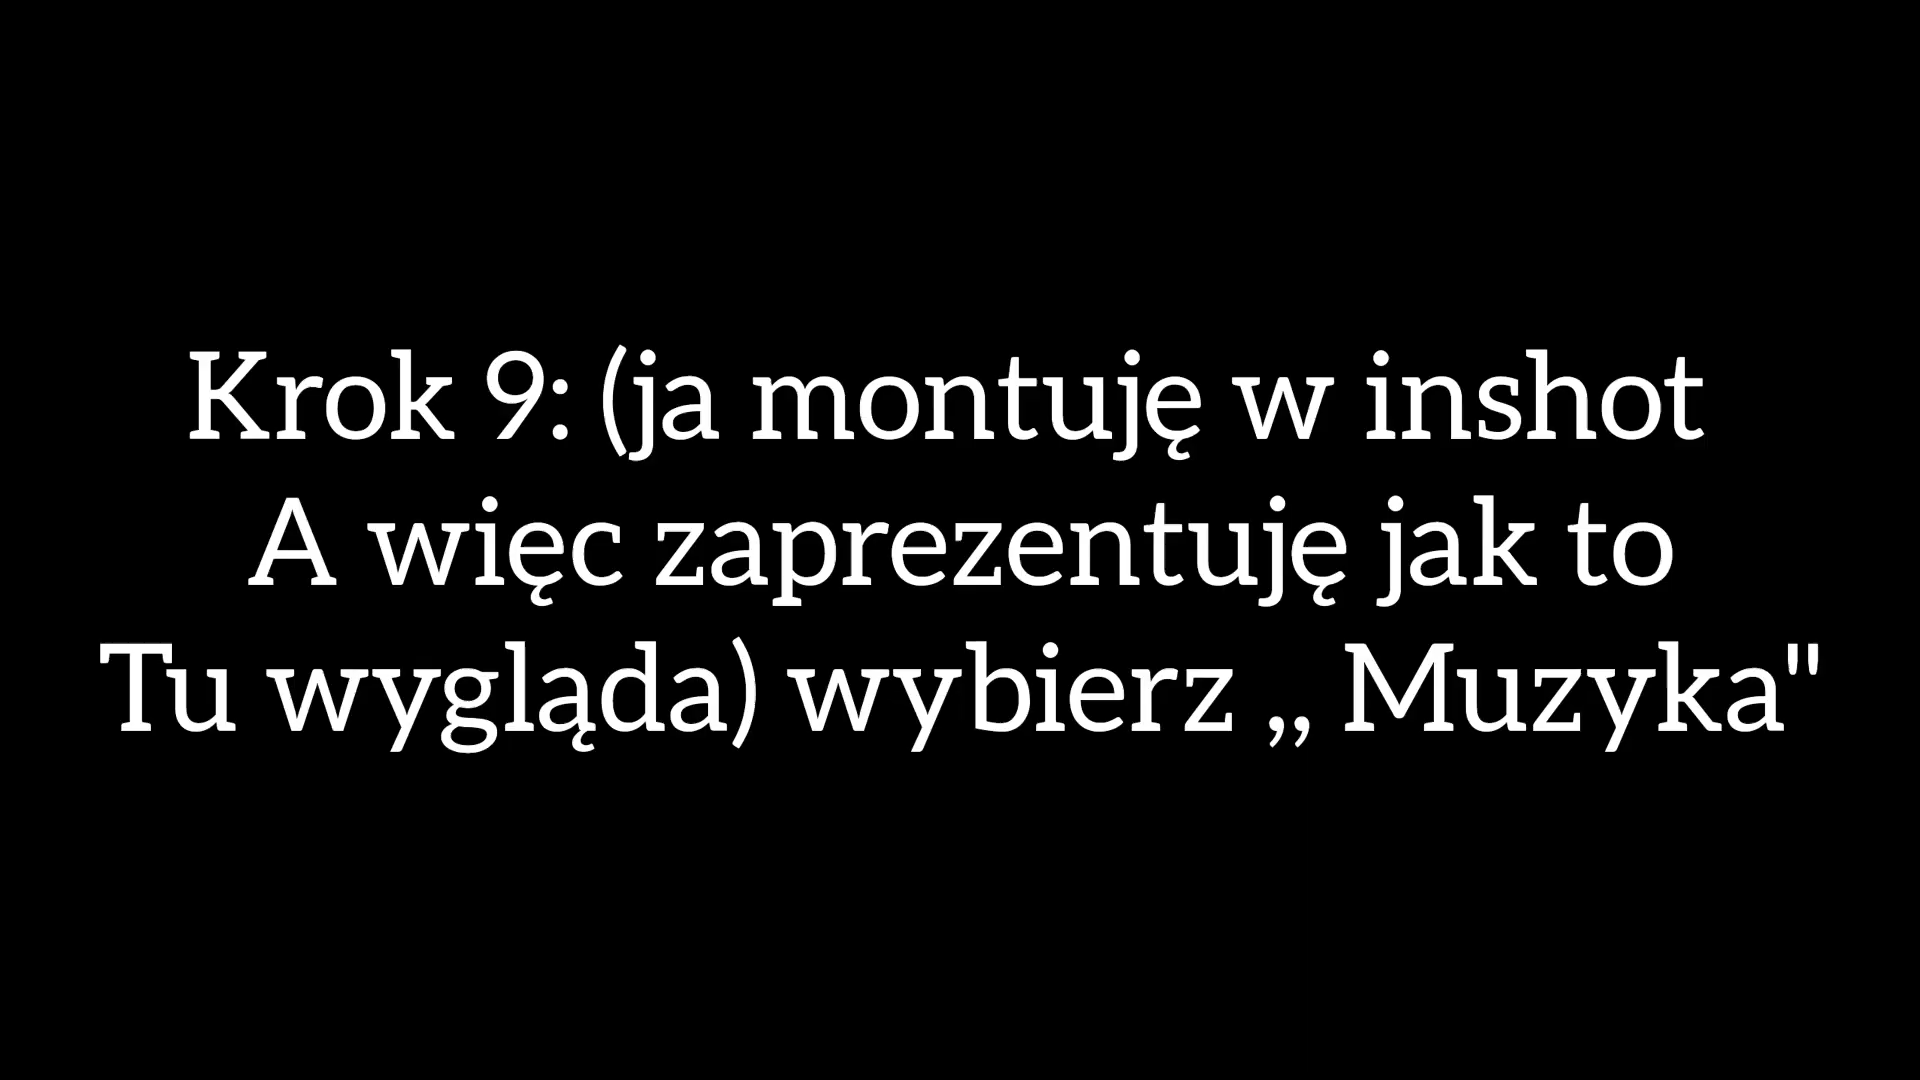 Krok 9: (ja montuję w inshot
A więc zaprezentuję jak to
Tu wygląda) wybierz ,, Muzyka"